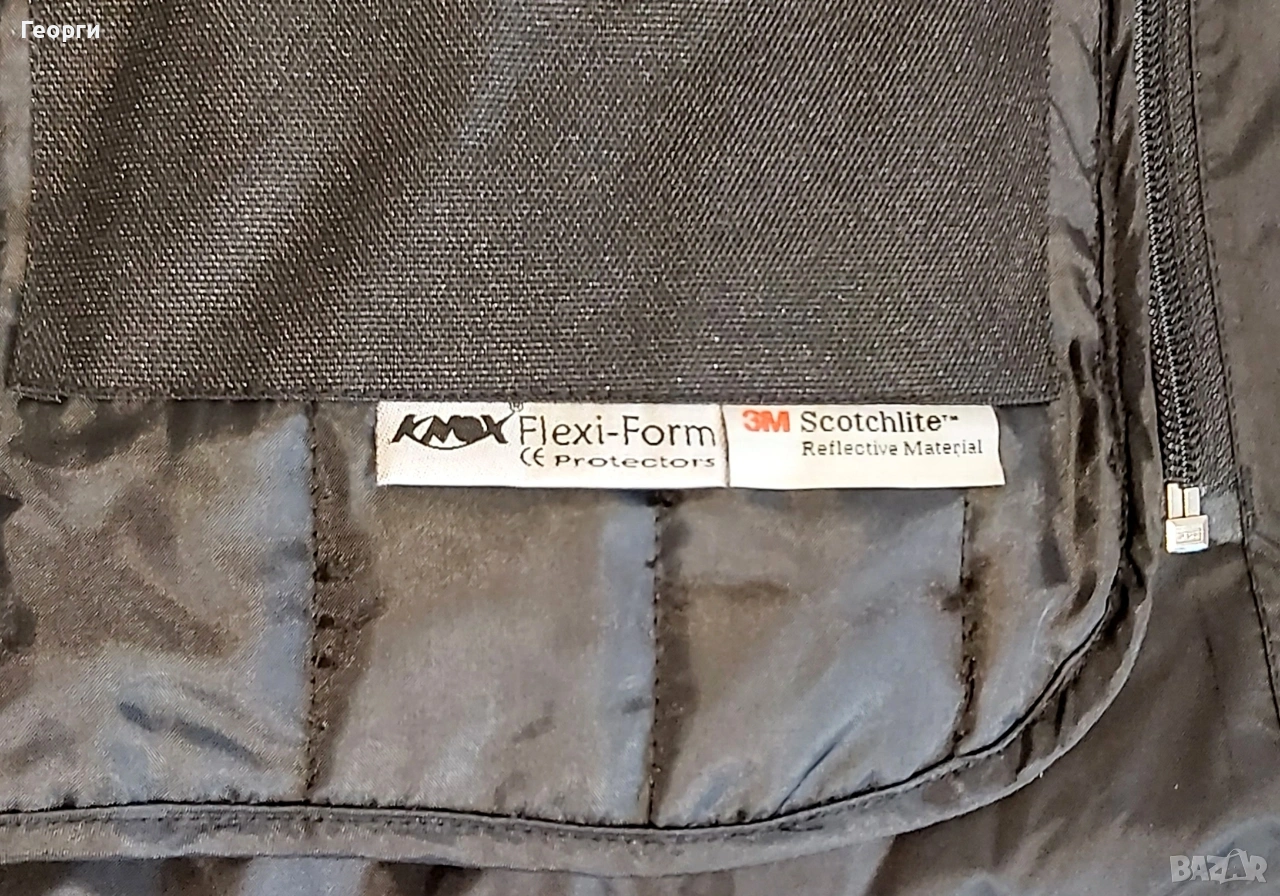 Георги
KNOX® Flexi-Form
CE Protectors
3M Scotchlite™
Reflective Material
BAZAR